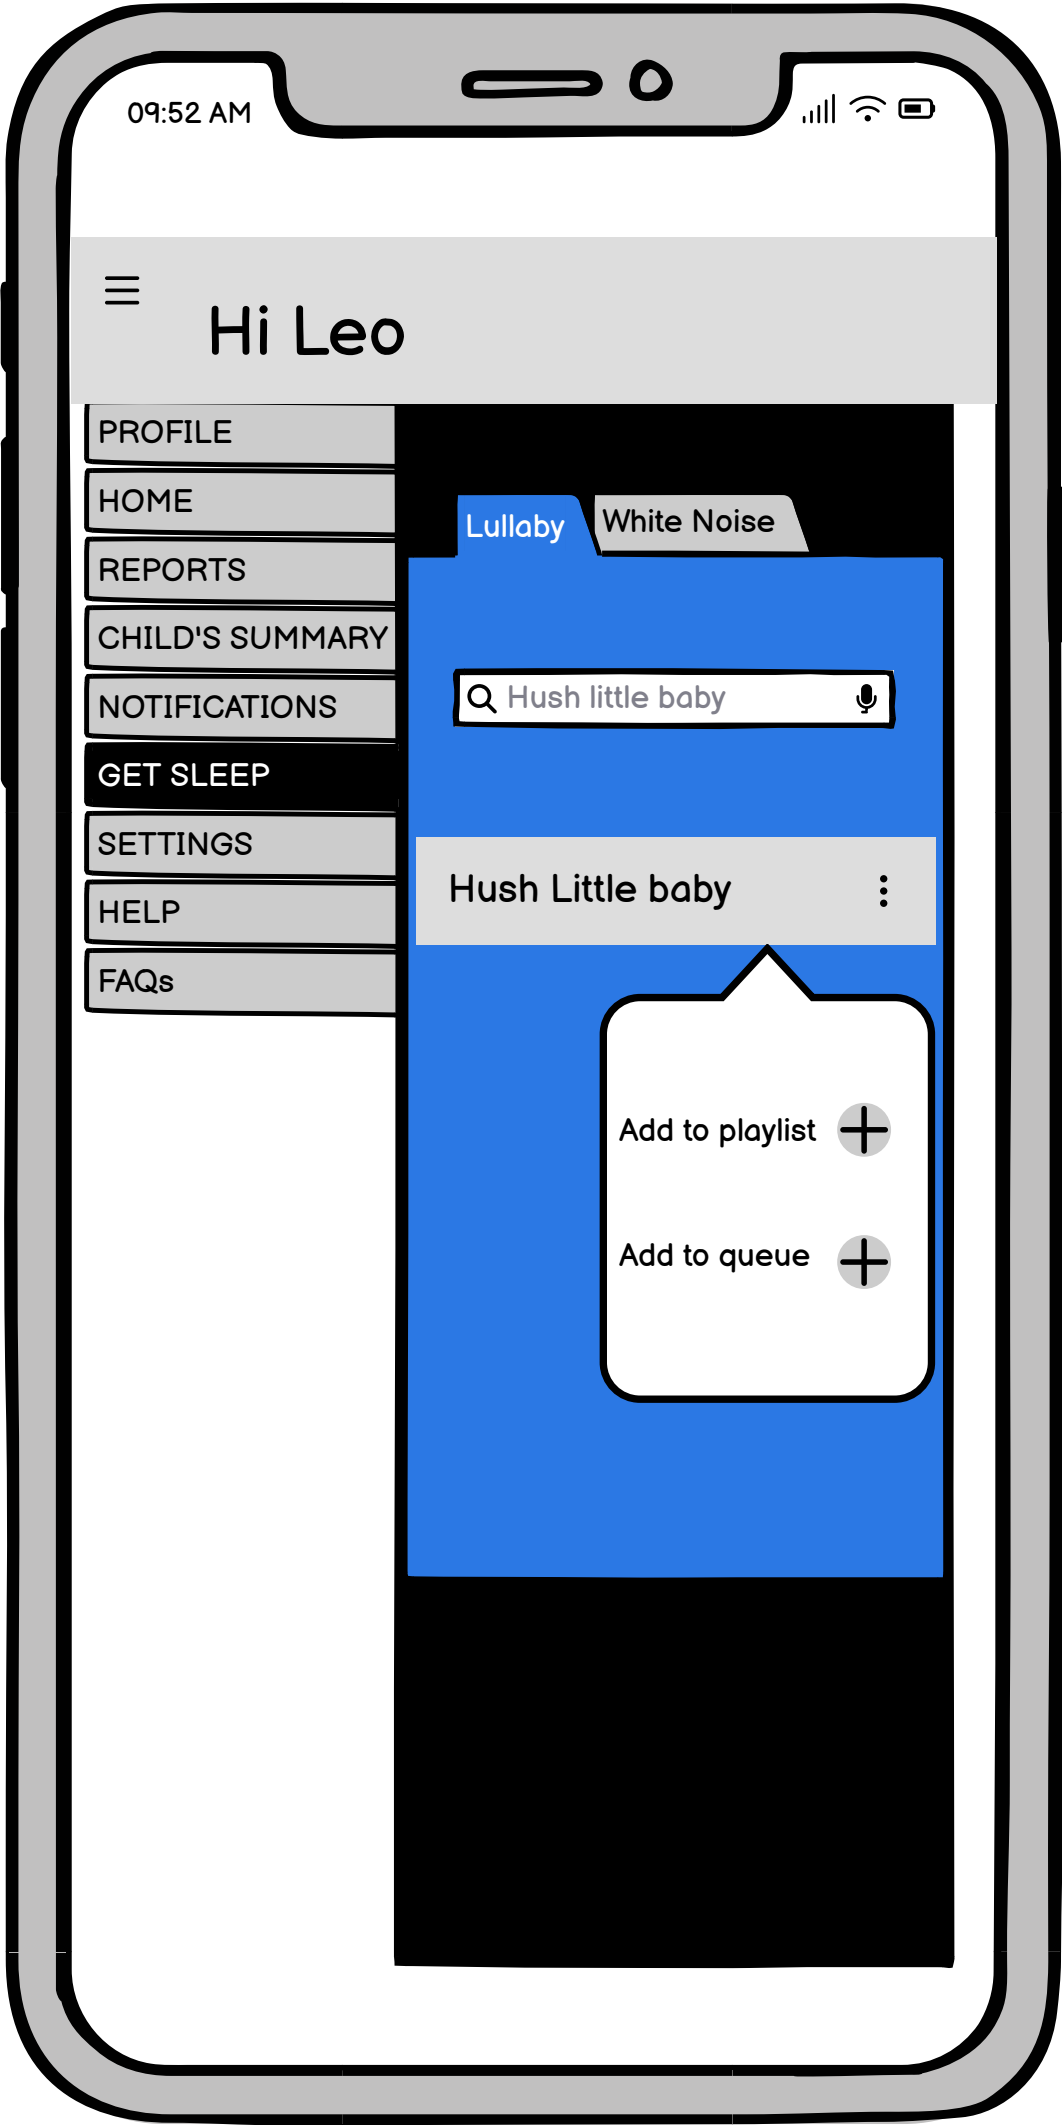 09:52 AM
Hi Leo
PROFILE
HOME
REPORTS
CHILD'S SUMMARY
NOTIFICATIONS
GET SLEEP
SETTINGS
HELP
FAQs
Lullaby
White Noise
Hush little baby
Hush Little baby
Add to playlist
Add to queue